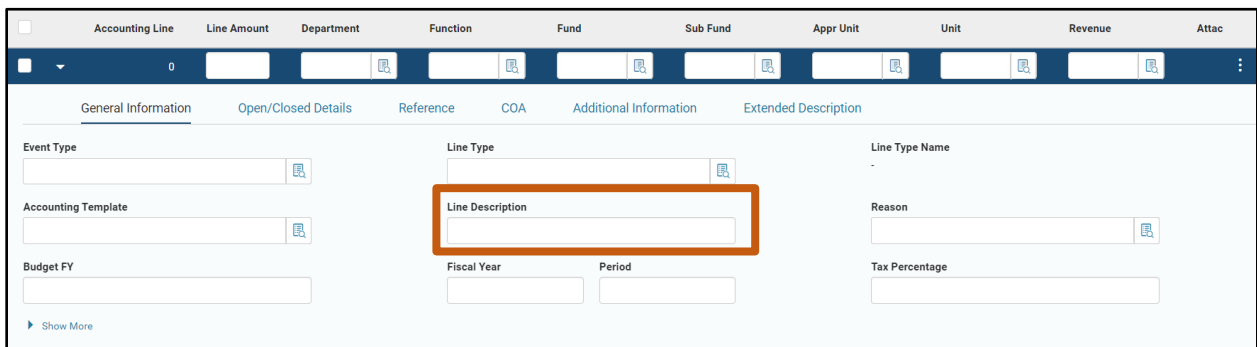 Accounting Line Line Amount Department Function Fund Sub Fund Appr Unit Unit Revenue Attac
0
General Information Open/Closed Details Reference COA Additional Information Extended Description
Event Type Line Type Line Type Name
-
Accounting Template Line Description Reason
Budget FY Fiscal Year Period Tax Percentage
Show More